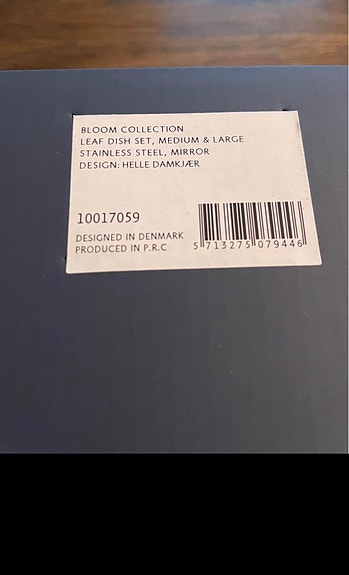 BLOOM COLLECTION
LEAF DISH SET, MEDIUM & LARGE
STAINLESS STEEL, MIRROR
DESIGN: HELLE DAMKJÆR
10017059
DESIGNED IN DENMARK
PRODUCED IN P.R.C
5 713275 079446